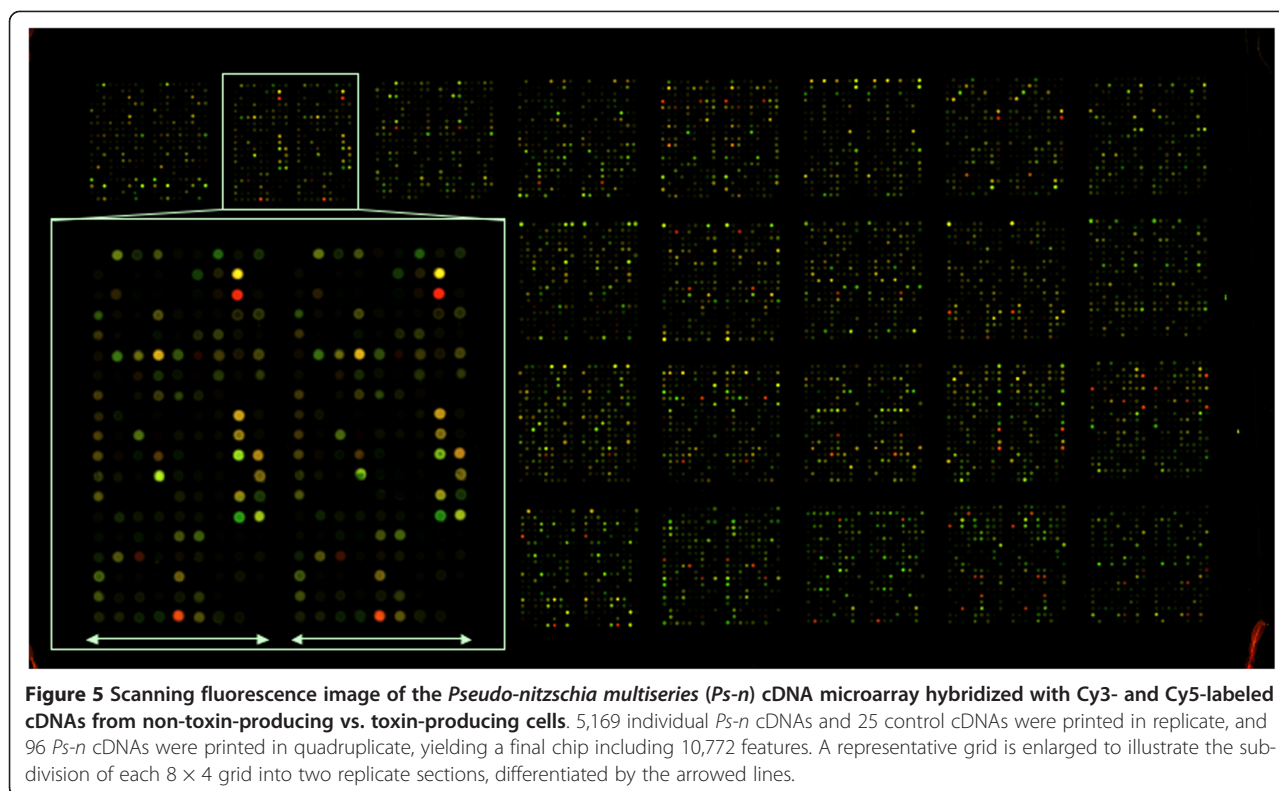 Figure 5 Scanning fluorescence image of the Pseudo-nitzschia multiseries (Ps-n) cDNA microarray hybridized with Cy3- and Cy5-labeled
cDNAs from non-toxin-producing vs. toxin-producing cells. 5,169 individual Ps-n cDNAs and 25 control cDNAs were printed in replicate, and
96 Ps-n cDNAs were printed in quadruplicate, yielding a final chip including 10,772 features. A representative grid is enlarged to illustrate the sub-
division of each 8 × 4 grid into two replicate sections, differentiated by the arrowed lines.